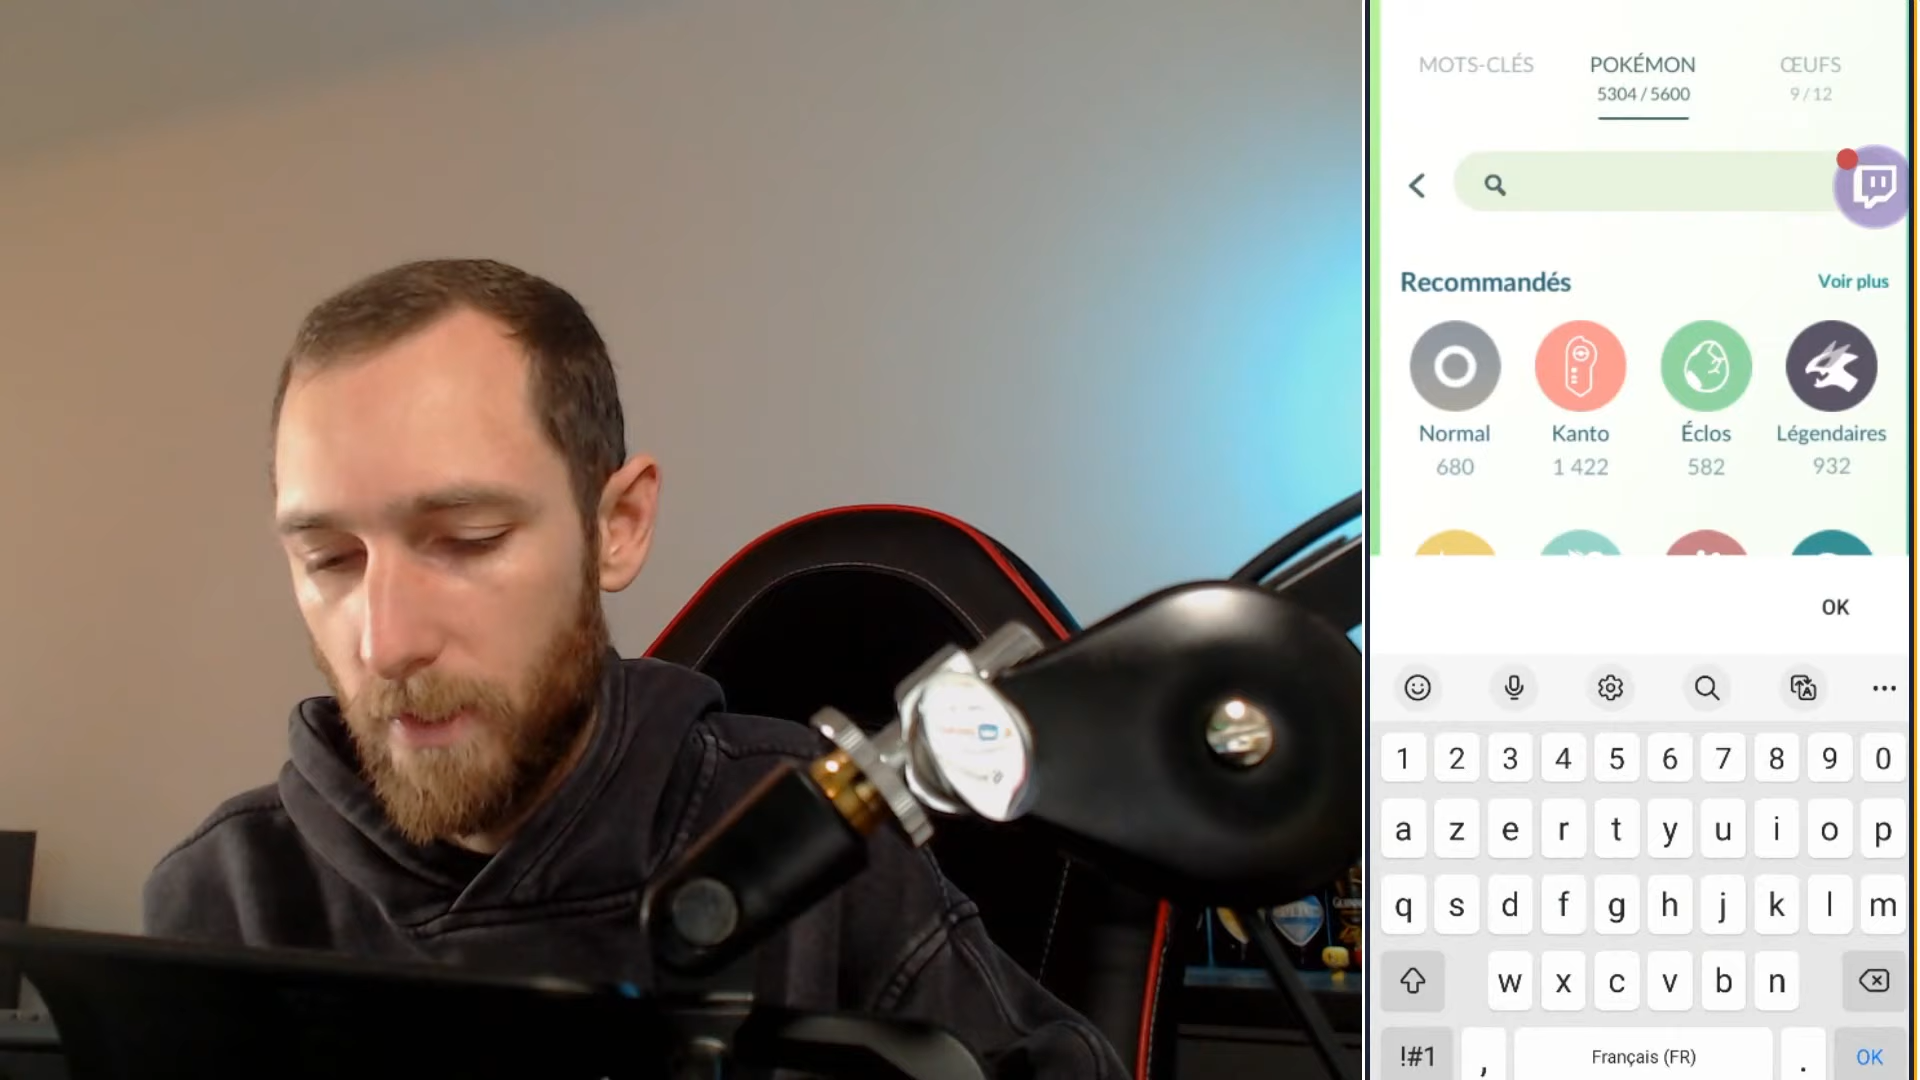 MOTS-CLÉS
POKÉMON
5304 / 5600
ŒUFS
9 / 12
Recommandés
Voir plus
Normal
680
Kanto
1 422
Éclos
582
Légendaires
932
OK
1 2 3 4 5 6 7 8 9 0
a z e r t y u i o p
q s d f g h j k l m
w x c v b n
!#1 , Français (FR) . OK